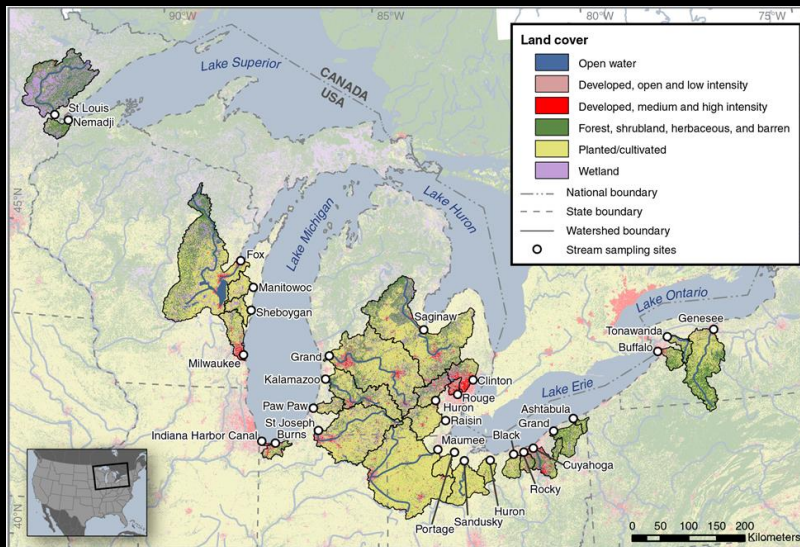 90°W
85°W
80°W
75°W
45°N
40°N
Lake Superior
CANADA
USA
Lake Michigan
Lake Huron
Lake Ontario
Lake Erie
Land cover
Open water
Developed, open and low intensity
Developed, medium and high intensity
Forest, shrubland, herbaceous, and barren
Planted/cultivated
Wetland
National boundary
State boundary
Watershed boundary
Stream sampling sites
St Louis
Nemadji
Fox
Manitowoc
Sheboygan
Milwaukee
Saginaw
Grand
Kalamazoo
Paw Paw
St Joseph
Indiana Harbor Canal
Burns
Clinton
Rouge
Huron
Raisin
Maumee
Portage
Sandusky
Huron
Black
Rocky
Cuyahoga
Grand
Ashtabula
Tonawanda
Buffalo
Genesee
0 50 100 150 200
Kilometers